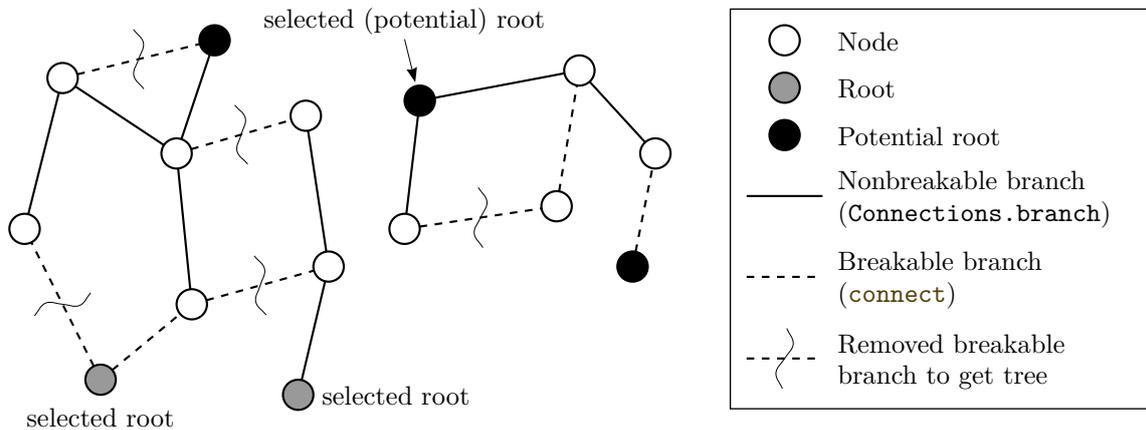 selected (potential) root
selected root
selected root
Node
Root
Potential root
Nonbreakable branch
(Connections.branch)
Breakable branch
(connect)
Removed breakable
branch to get tree